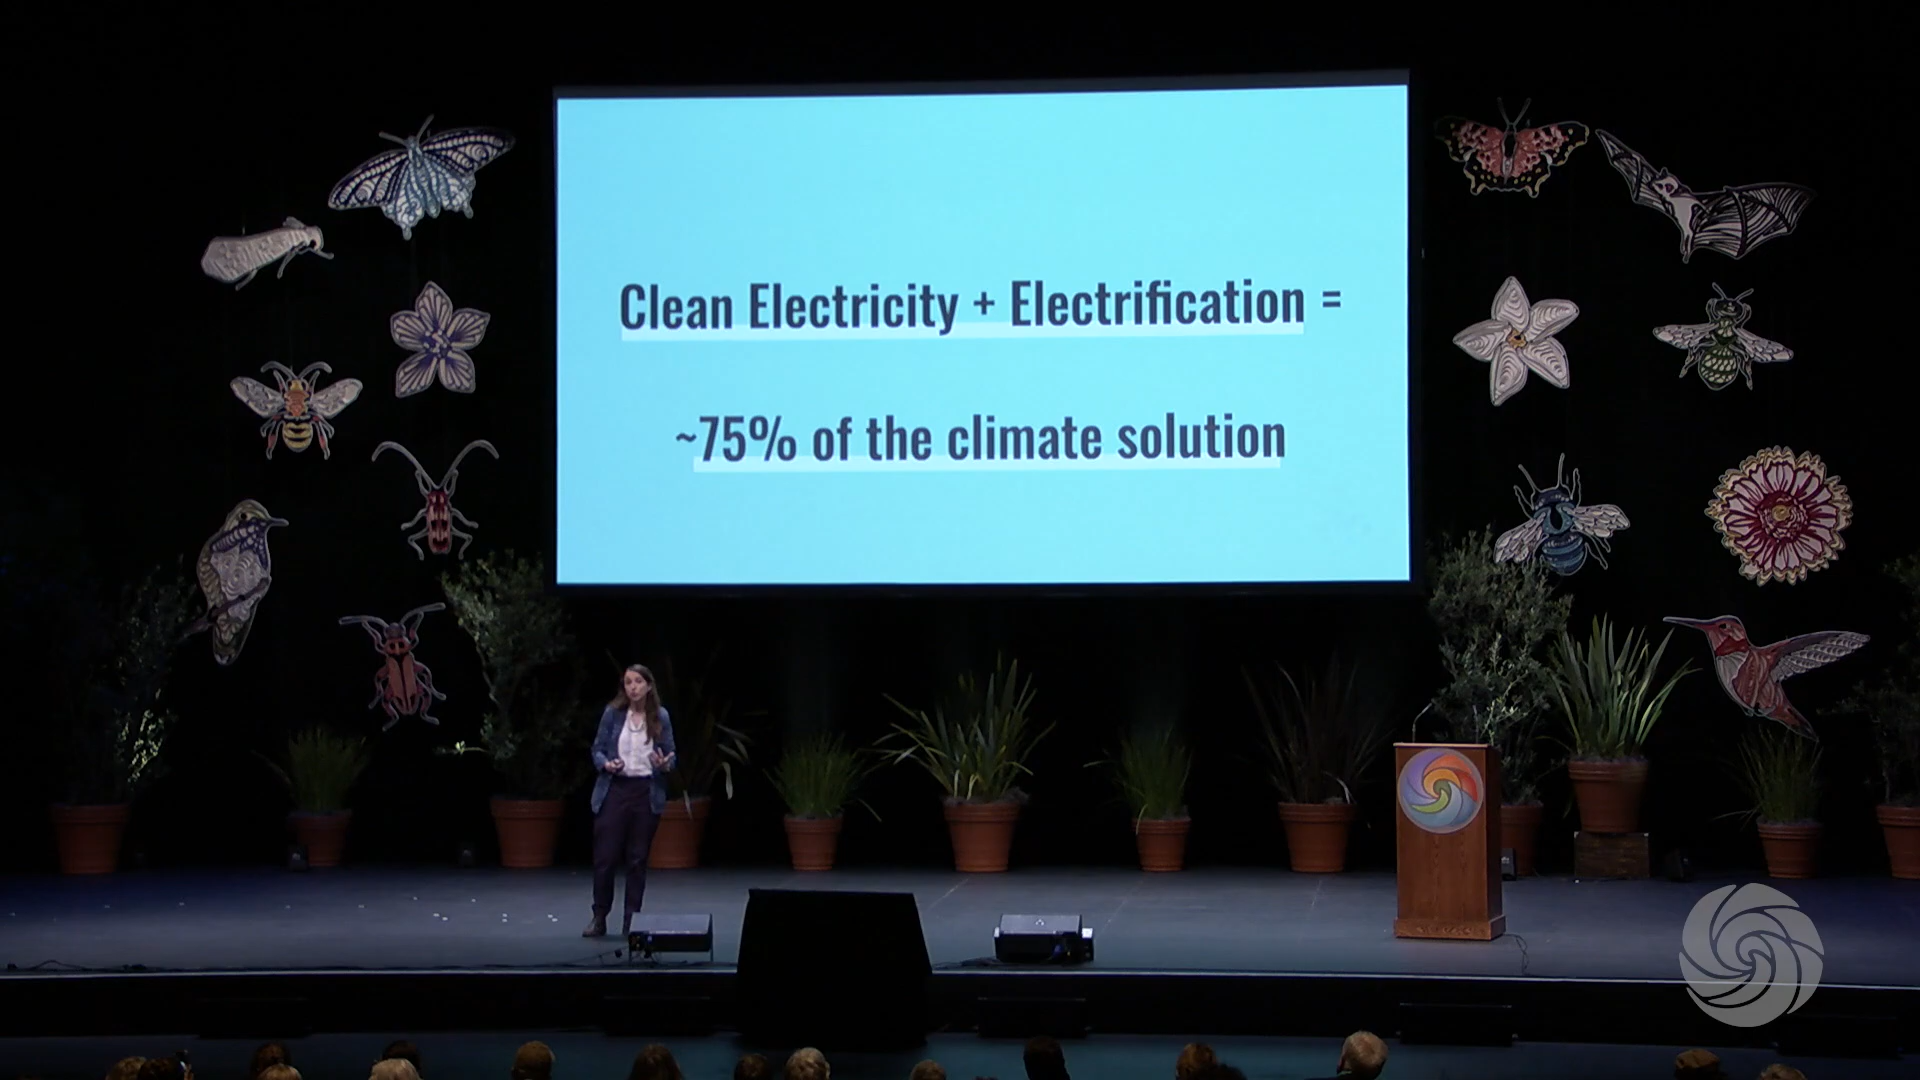 Clean Electricity + Electrification =
~75% of the climate solution